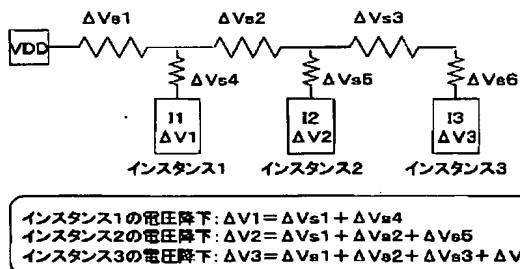 ΔVs1 ΔVs2 ΔVs3
VDD
ΔVs4 ΔVs5 ΔVs6
I1 I2 I3
ΔV1 ΔV2 ΔV3
インスタンス1 インスタンス2 インスタンス3
インスタンス1の電圧降下:ΔV1=ΔVs1+ΔVs4
インスタンス2の電圧降下:ΔV2=ΔVs1+ΔVs2+ΔVs5
インスタンス3の電圧降下:ΔV3=ΔVs1+ΔVs2+ΔVs3+ΔV